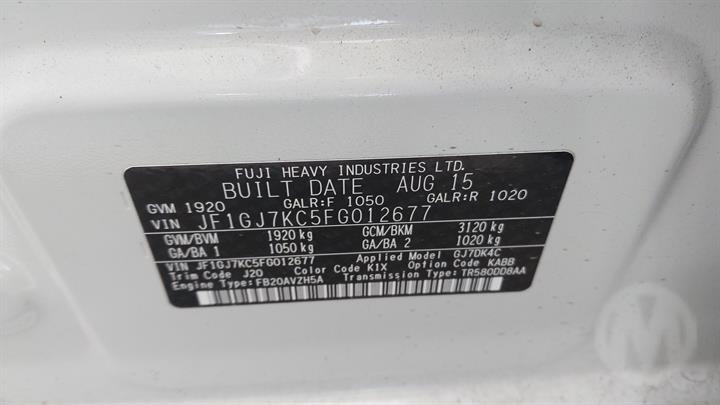 FUJI HEAVY INDUSTRIES LTD.
BUILT DATE AUG 15
GVM 1920 GALR:F 1050 GALR:R 1020
VIN JF1GJ7KC5FG012677
GVM/BVM 1920 kg GCM/BKM 3120 kg
GA/BA 1 1050 kg GA/BA 2 1020 kg
VIN JF1GJ7KC5FG012677 Applied Model GJ7DK4C
Trim Code J20 Color Code K1X Option Code KABB
Engine Type:FB20AVZH5A Transmission Type:TR580DD8AA
M